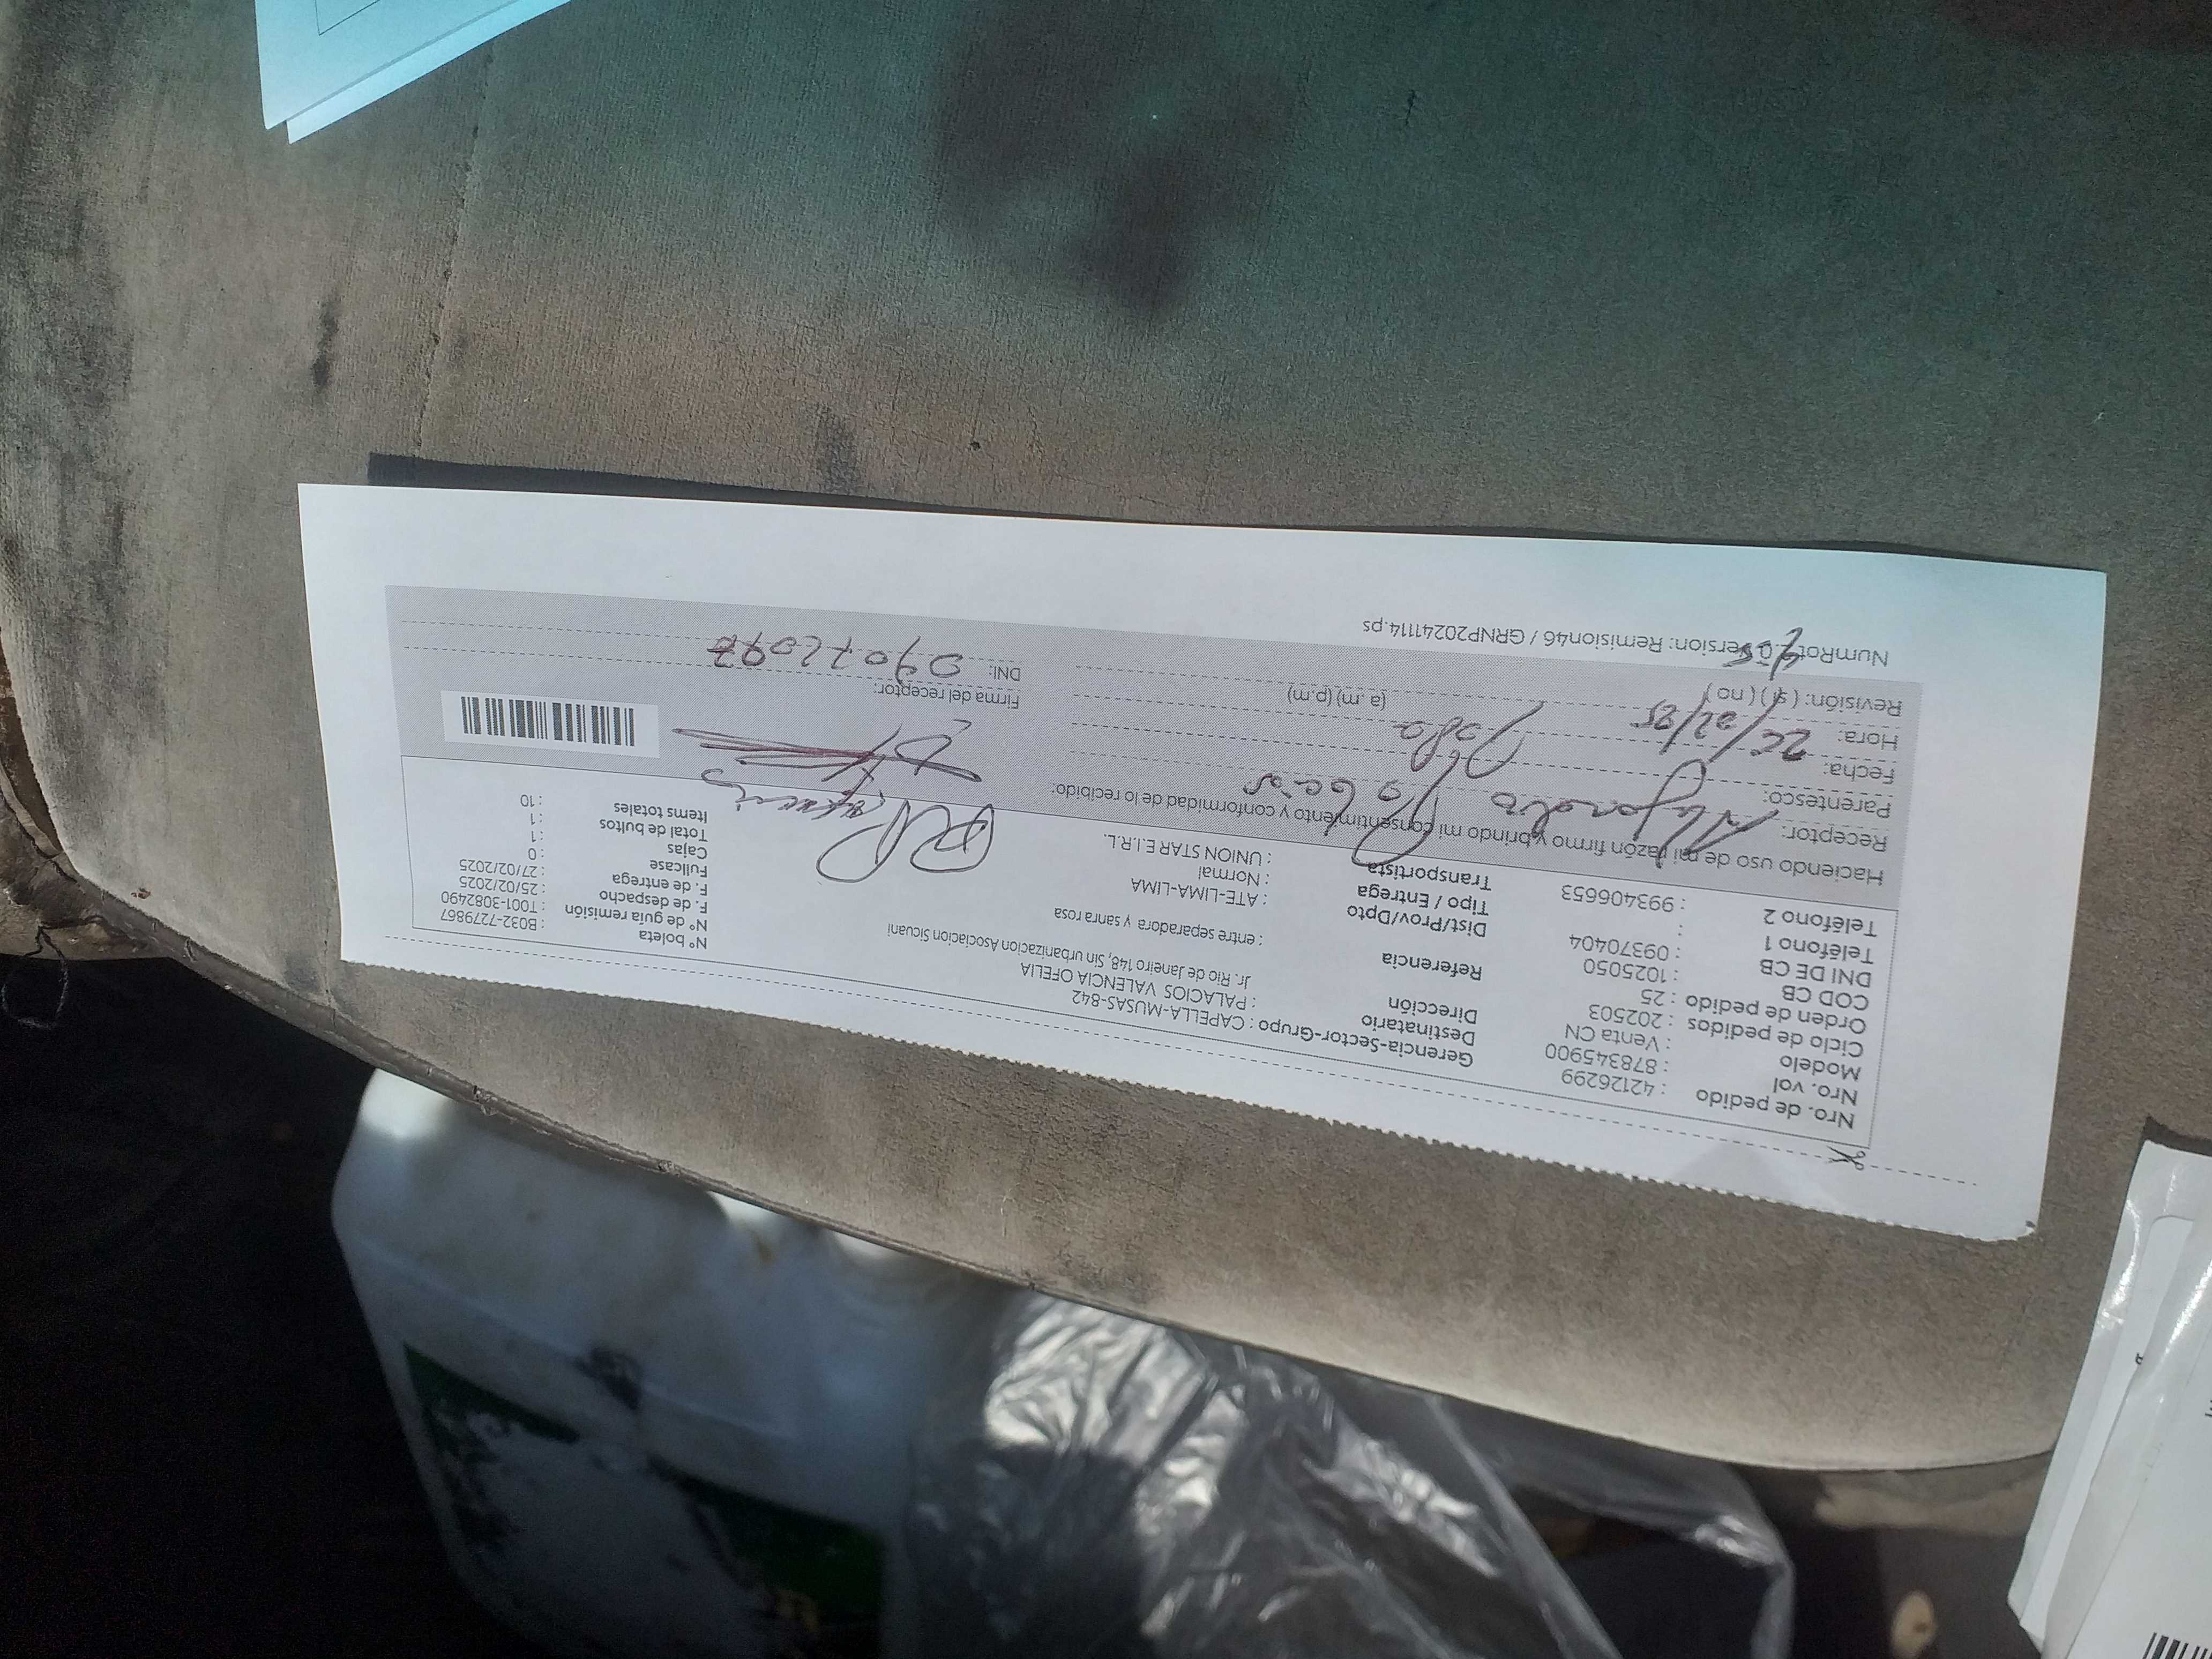 Nro. de pedido : 42126299
Nro. vol : 878345900
Modelo : Venta CN
Ciclo de pedidos : 202503
Orden de pedido : 25
COD CB : 1025050
DNI DE CB : 09370404
Teléfono 1 :
Teléfono 2 : 993406653
Gerencia-Sector-Grupo : CAPELLA-MUSAS-842
Destinatario : PALACIOS VALENCIA OFELIA
Dirección Jr. Rio de Janeiro 148, Sin urbanizacion Asociacion Sicuani
Referencia : entre separadora y sanra rosa
Dist/Prov/Dpto : ATE-LIMA-LIMA
Tipo / Entrega : Normal
Transportista : UNION STAR E.I.R.L.
N° boleta : B032-7279867
N° de guía remisión : T001-3082490
F. de despacho : 25/02/2025
F. de entrega : 27/02/2025
Fullcase : 0
Cajas : 1
Total de bultos : 1
Items totales : 10
Haciendo uso de mi razón firmo y brindo mi consentimiento y conformidad de lo recibido:
Receptor: Alejandro
Parentesco:
Fecha:
Hora:
Revisión: ( si ) ( no )
(a.m) (p.m)
Firma del receptor:
DNI:
NumRot: 0 Version: Remision46 / GRNP20241114.ps